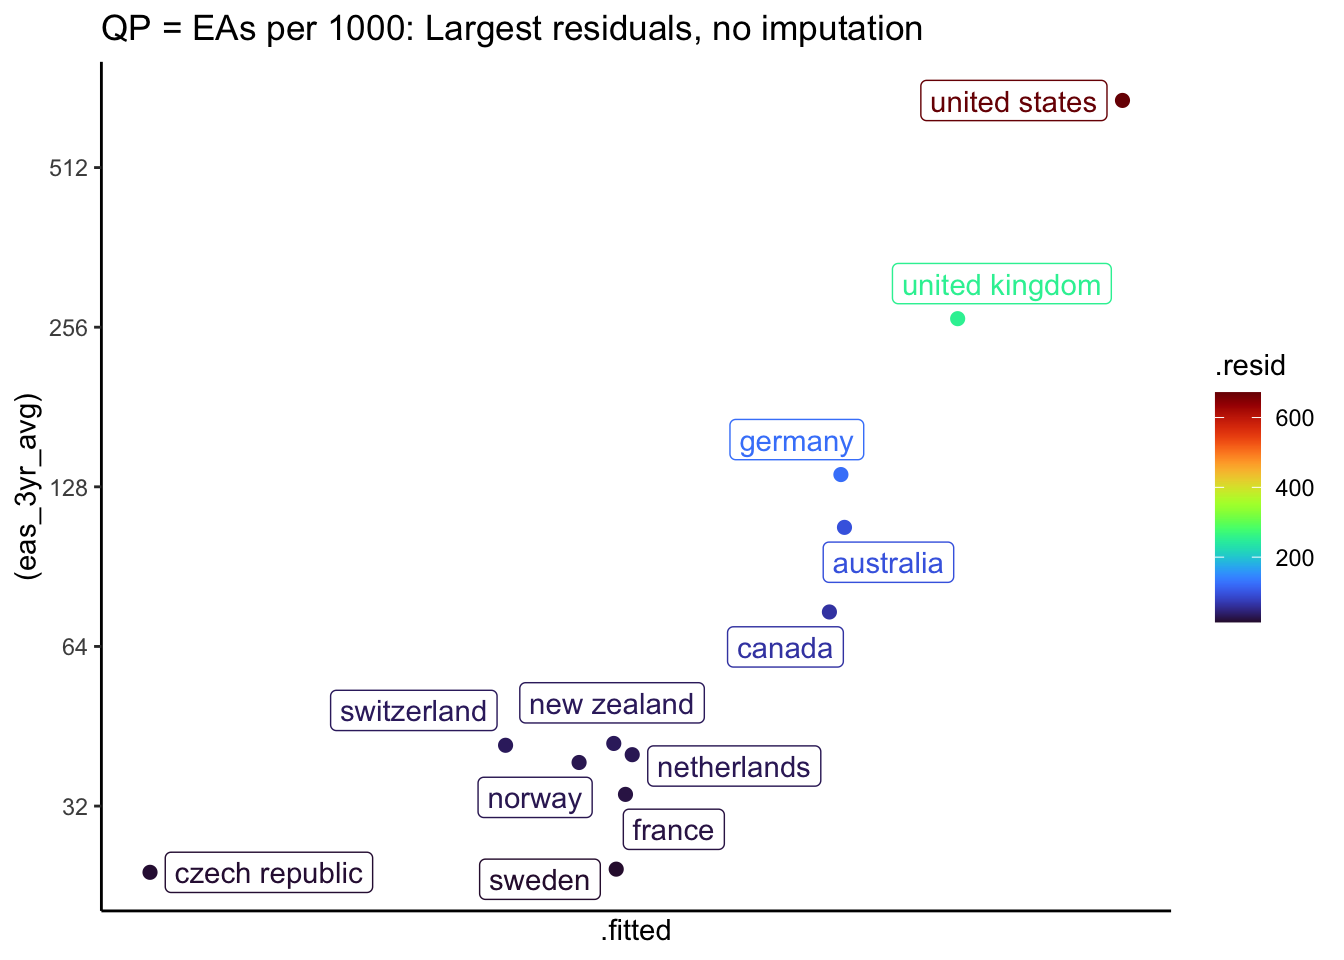 QP = EAs per 1000: Largest residuals, no imputation
united states
512
united kingdom
256
.resid
600
germany
400
(eas_3yr_avg)
128
australia
200
64
canada
new zealand
switzerland
netherlands
norway
32
france
czech republic
sweden
.fitted